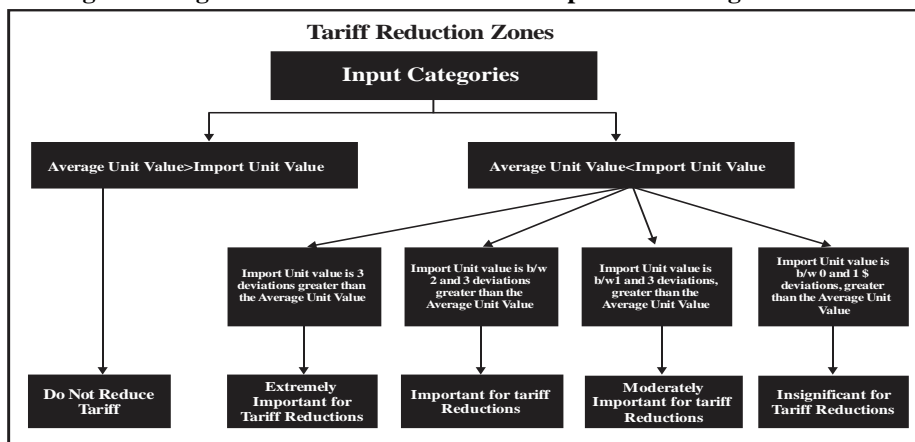 Tariff Reduction Zones
Input Categories
Average Unit Value>Import Unit Value
Average Unit Value<Import Unit Value
Import Unit value is 3
deviations greater than
the Average Unit Value
Import Unit value is b/w
2 and 3 deviations
greater than the
Average Unit Value
Import Unit value is
b/w1 and 3 deviations,
greater than the
Average Unit Value
Import Unit value is
b/w 0 and 1 $
deviations, greater
than the Average Unit
Value
Do Not Reduce
Tariff
Extremely
Important for
Tariff Reductions
Important for tariff
Reductions
Moderately
Important for tariff
Reductions
Insignificant for
Tariff Reductions